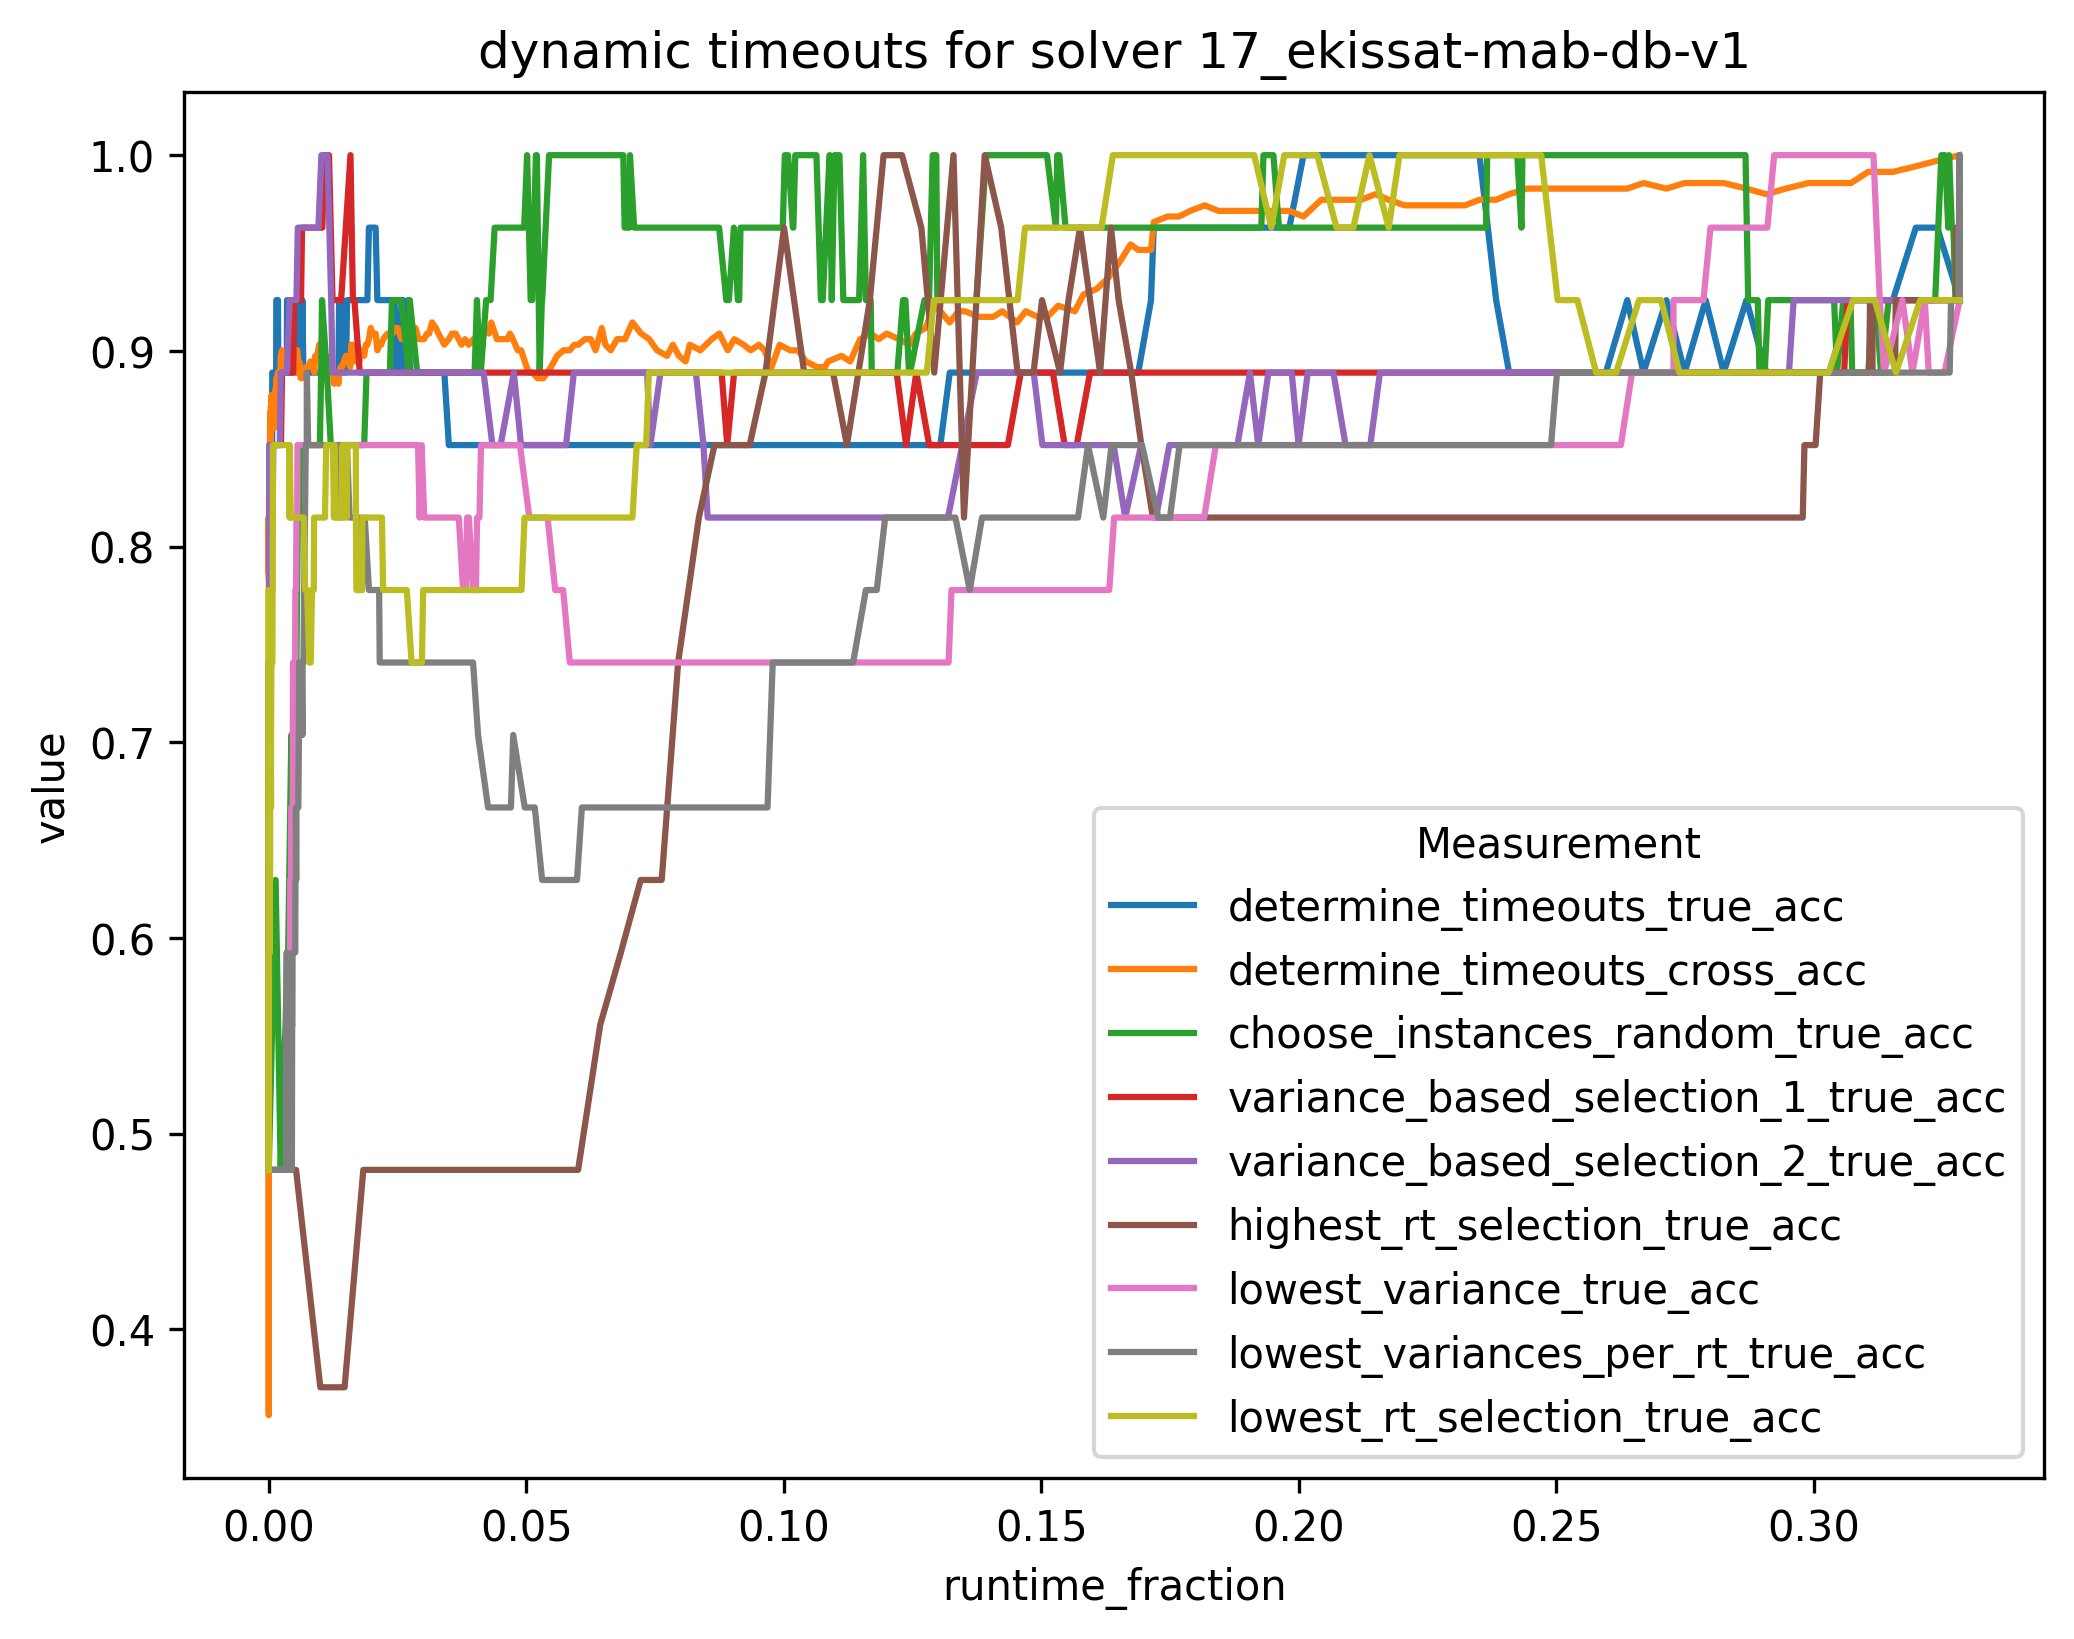 dynamic timeouts for solver 17_ekissat-mab-db-v1
1.0
0.9
0.8
0.7
0.6
0.5
0.4
value
Measurement
determine_timeouts_true_acc
determine_timeouts_cross_acc
choose_instances_random_true_acc
variance_based_selection_1_true_acc
variance_based_selection_2_true_acc
highest_rt_selection_true_acc
lowest_variance_true_acc
lowest_variances_per_rt_true_acc
lowest_rt_selection_true_acc
0.00 0.05 0.10 0.15 0.20 0.25 0.30
runtime_fraction